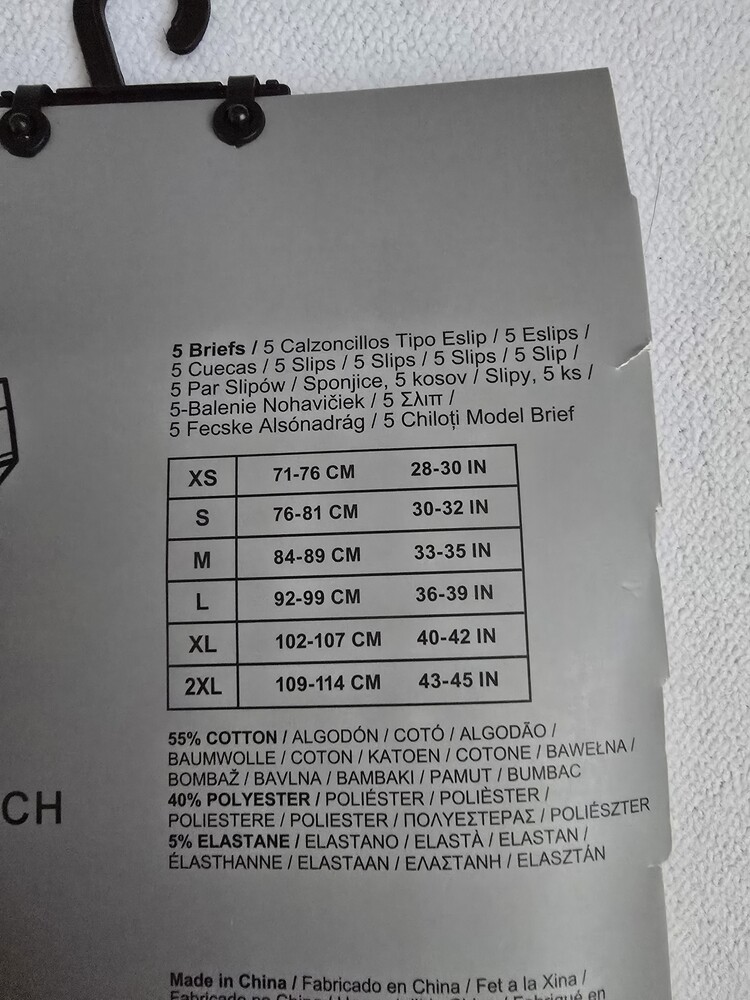 5 Briefs / 5 Calzoncillos Tipo Eslip / 5 Eslips /
5 Cuecas / 5 Slips / 5 Slips / 5 Slips / 5 Slip /
5 Par Slipów / Sponjice, 5 kosov / Slipy, 5 ks /
5-Balenie Nohavičiek / 5 Σλιπ /
5 Fecske Alsónadrág / 5 Chiloți Model Brief
XS 71-76 CM 28-30 IN
S 76-81 CM 30-32 IN
M 84-89 CM 33-35 IN
L 92-99 CM 36-39 IN
XL 102-107 CM 40-42 IN
2XL 109-114 CM 43-45 IN
55% COTTON / ALGODÓN / COTÓ / ALGODÃO /
BAUMWOLLE / COTON / KATOEN / COTONE / BAWEŁNA /
BOMBAŽ / BAVLNA / BAMBAKI / PAMUT / BUMBAC
CH
40% POLYESTER / POLIÉSTER / POLIÈSTER /
POLIESTERE / POLIESTER / ΠΟΛΥΕΣΤΕΡΑΣ / POLIÉSZTER
5% ELASTANE / ELASTANO / ELASTÀ / ELASTAN /
ÉLASTHANNE / ELASTAAN / ΕΛΑΣΤΑΝΗ / ELASZTÁN
Made in China / Fabricado en China / Fet a la Xina /
Fabricado no China / / Fabriqué en